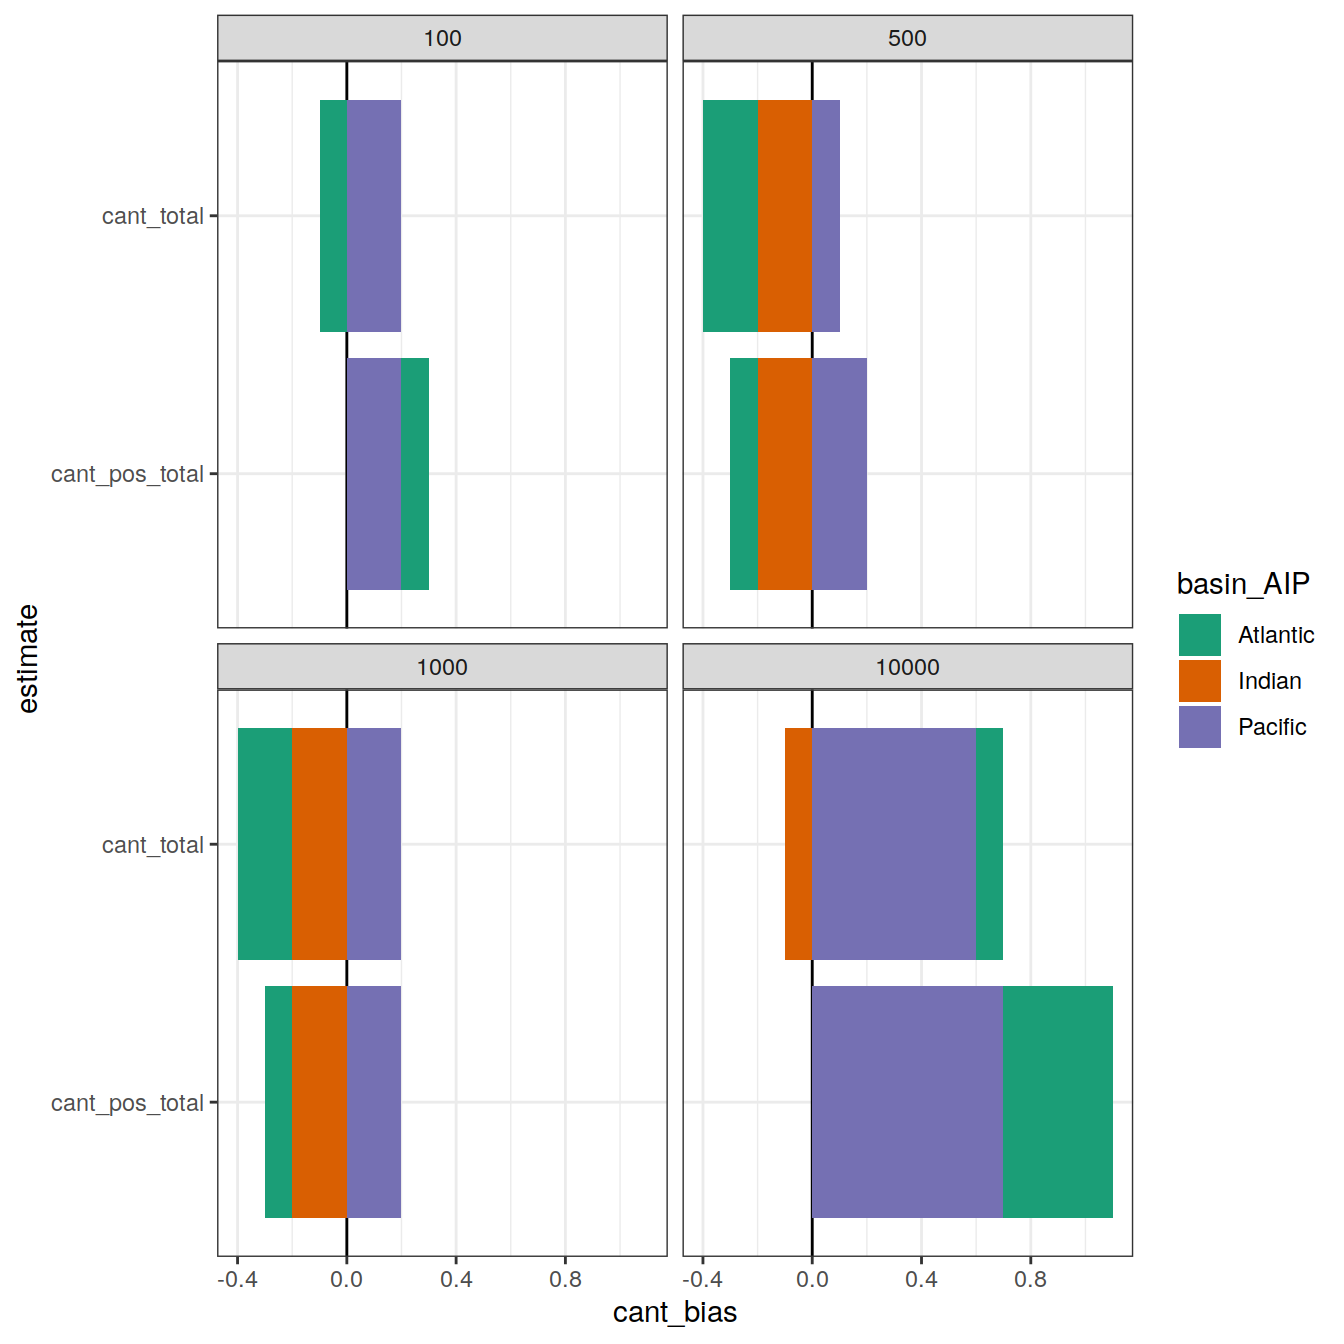 100
500
cant_total
cant_pos_total
1000
10000
cant_total
cant_pos_total
-0.4 0.0 0.4 0.8
-0.4 0.0 0.4 0.8
cant_bias
estimate
basin_AIP
Atlantic
Indian
Pacific